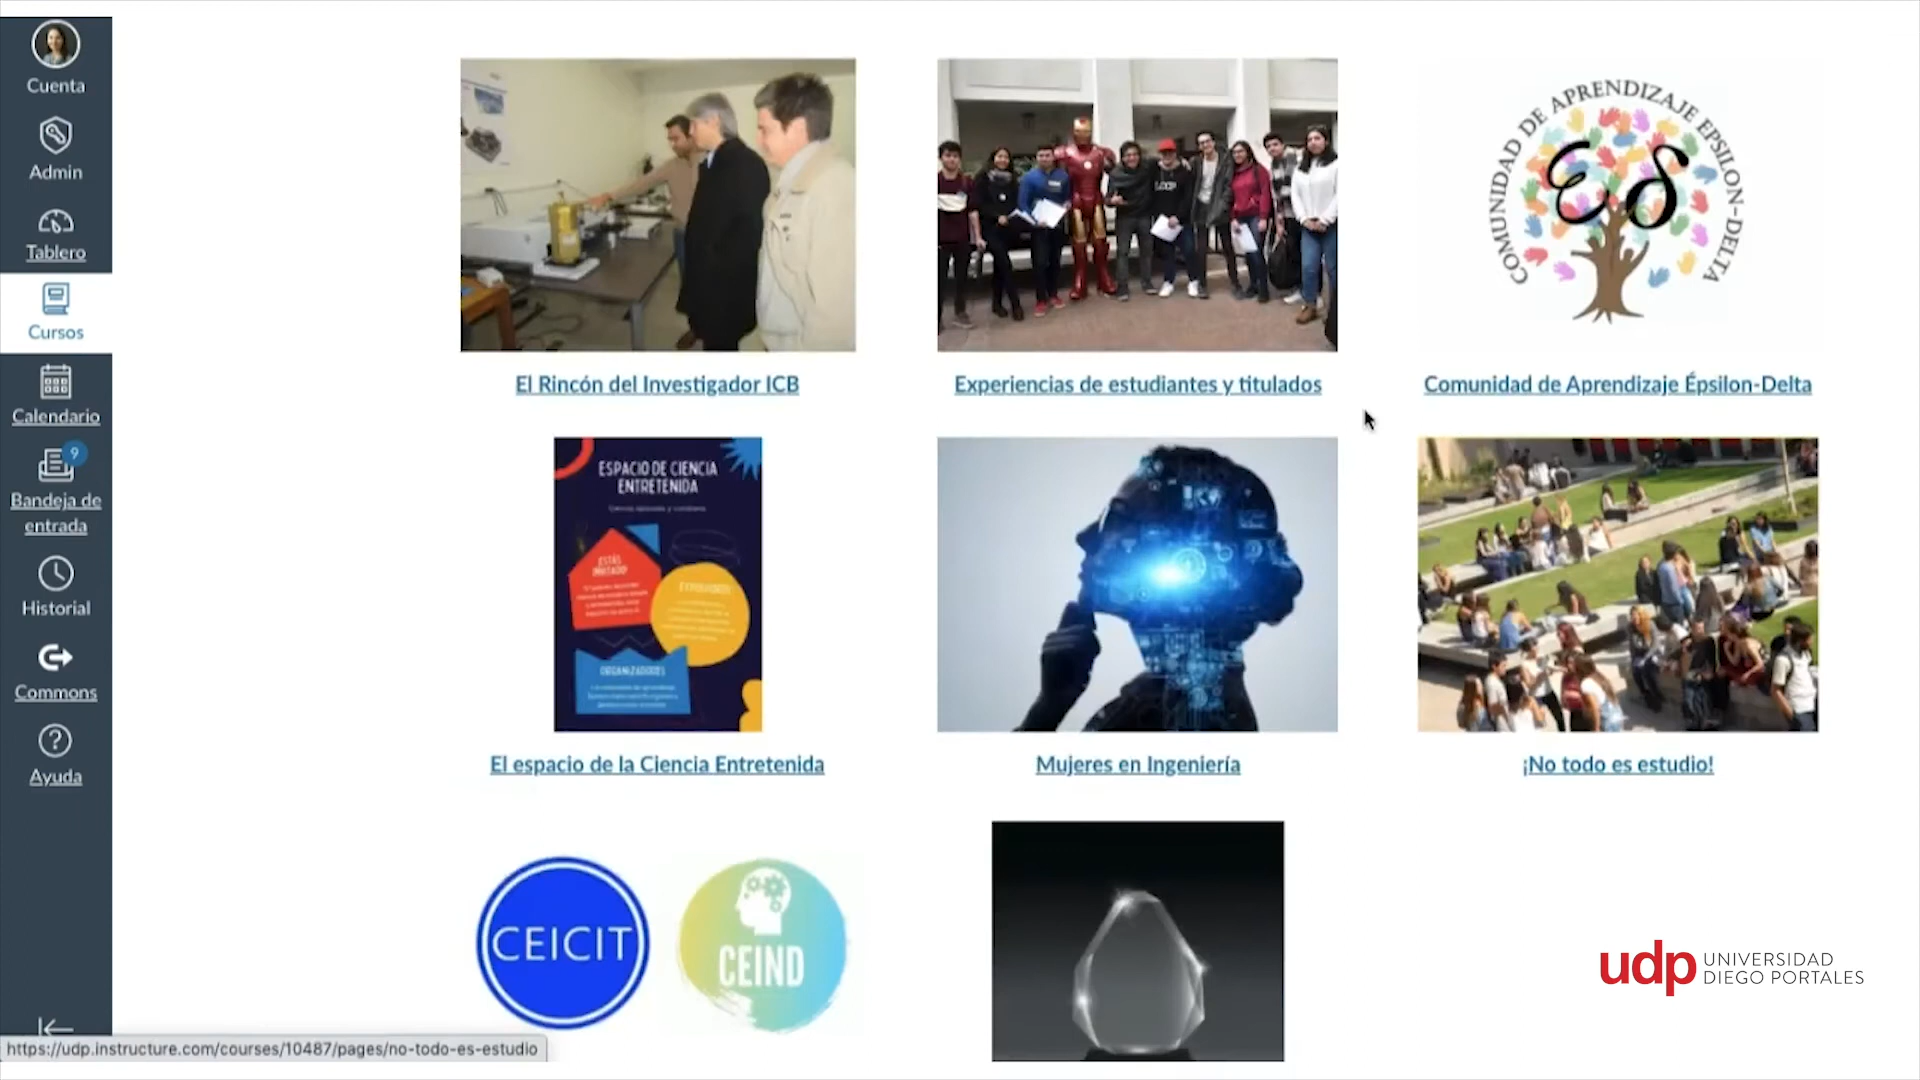 Cuenta
Admin
Tablero
Cursos
Calendario
9
Bandeja de
entrada
Historial
Commons
Ayuda
El Rincón del Investigador ICB
Experiencias de estudiantes y titulados
COMUNIDAD DE APRENDIZAJE EPSILON-DELTA
Comunidad de Aprendizaje Épsilon-Delta
ESPACIO DE CIENCIA
ENTRETENIDA
ESTÁS
INVITADO
ORGANIZADORES
El espacio de la Ciencia Entretenida
Mujeres en Ingeniería
¡No todo es estudio!
CEICIT
CEIND
udp UNIVERSIDAD
DIEGO PORTALES
https://udp.instructure.com/courses/10487/pages/no-todo-es-estudio